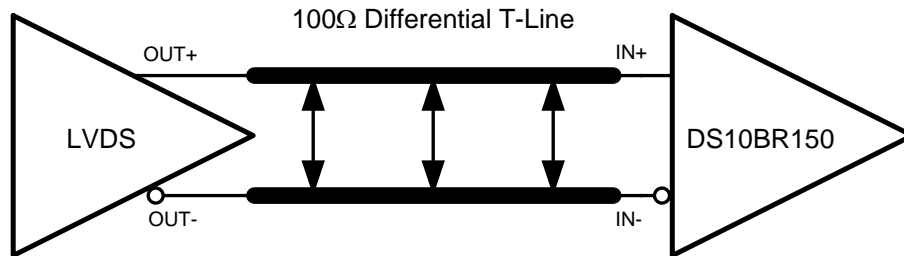 100Ω Differential T-Line
OUT+
IN+
LVDS
DS10BR150
OUT-
IN-